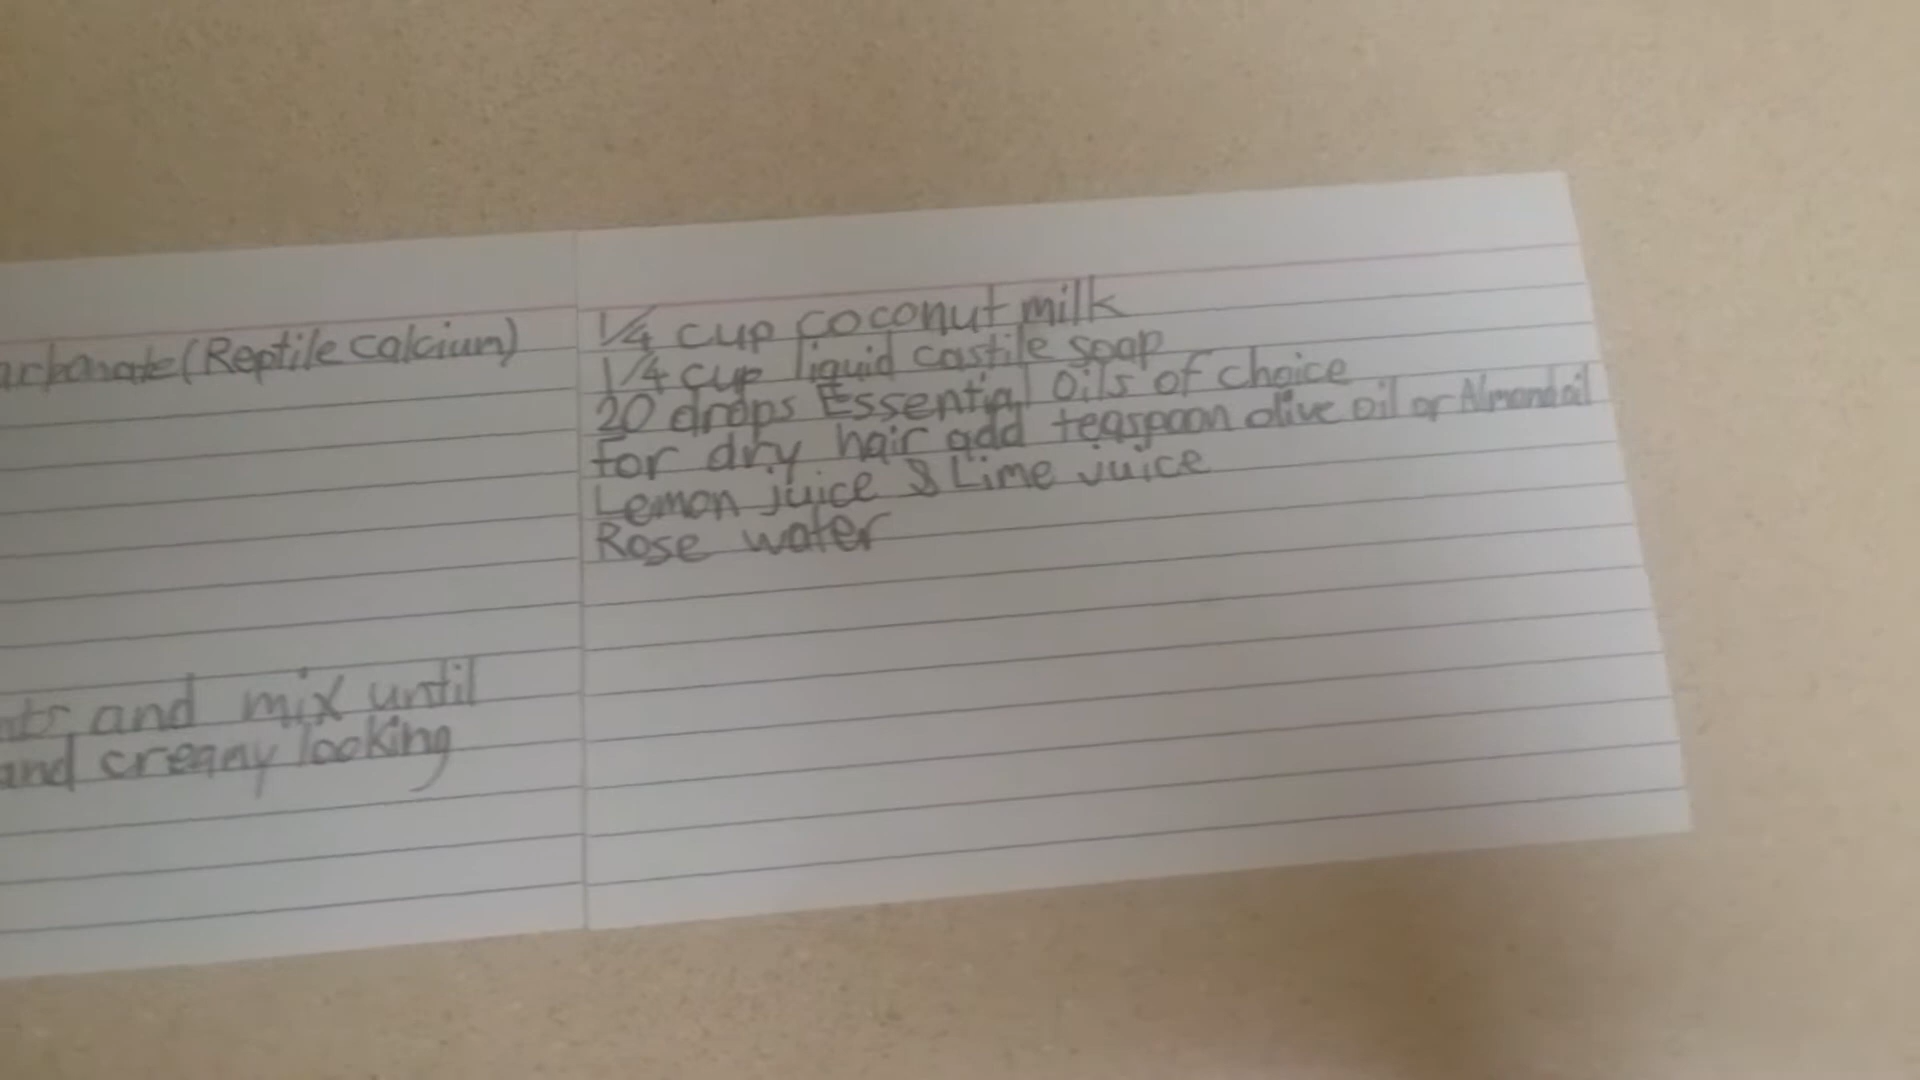 (Reptile calcium)
and mix until
and creamy looking
1/4 cup coconut milk
1/4 cup liquid castile soap
20 drops Essential Oils of choice
for dry hair add teaspoon olive oil or Almond oil
Lemon juice & Lime juice
Rose water